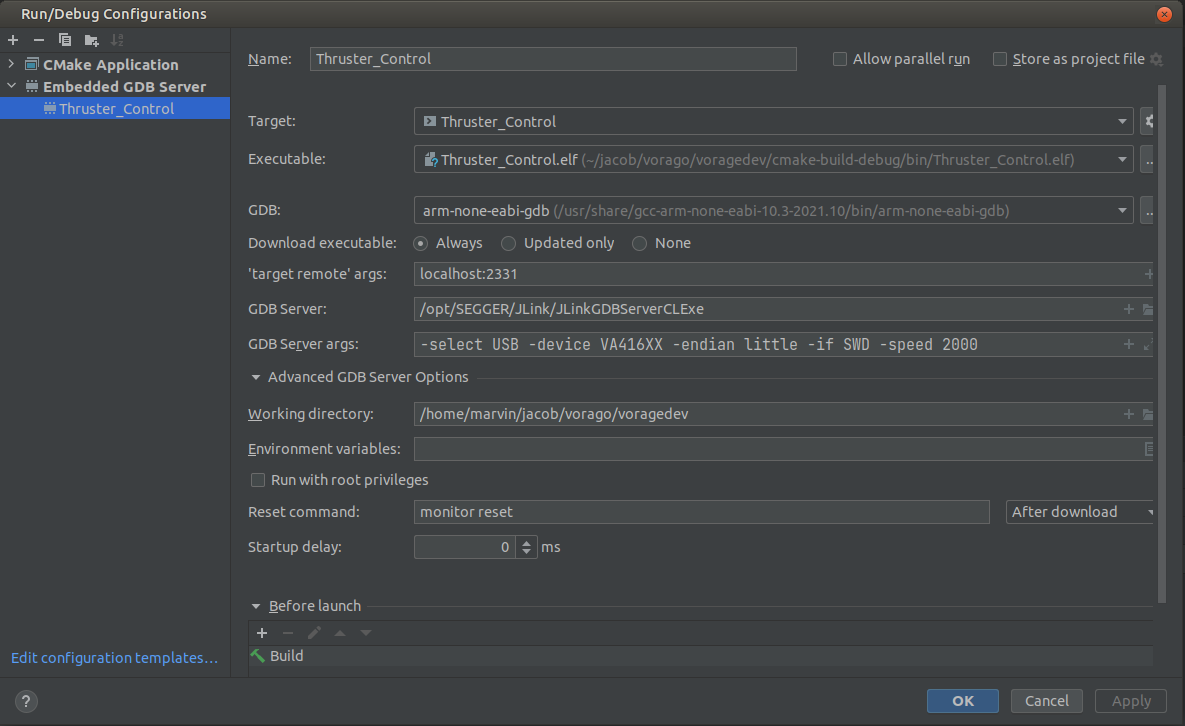 Run/Debug Configurations
Name: Thruster_Control Allow parallel run Store as project file
CMake Application
Embedded GDB Server
Thruster_Control
Target: Thruster_Control
Executable: Thruster_Control.elf (~/jacob/vorago/voragedev/cmake-build-debug/bin/Thruster_Control.elf) ..
GDB: arm-none-eabi-gdb (/usr/share/gcc-arm-none-eabi-10.3-2021.10/bin/arm-none-eabi-gdb) ..
Download executable: Always Updated only None
'target remote' args: localhost:2331
GDB Server: /opt/SEGGER/JLink/JLinkGDBServerCLExe
GDB Server args: -select USB -device VA416XX -endian little -if SWD -speed 2000
Advanced GDB Server Options
Working directory: /home/marvin/jacob/vorago/voragedev
Environment variables:
Run with root privileges
Reset command: monitor reset After download
Startup delay: 0 ms
Before launch
Build
Edit configuration templates...
? OK Cancel Apply